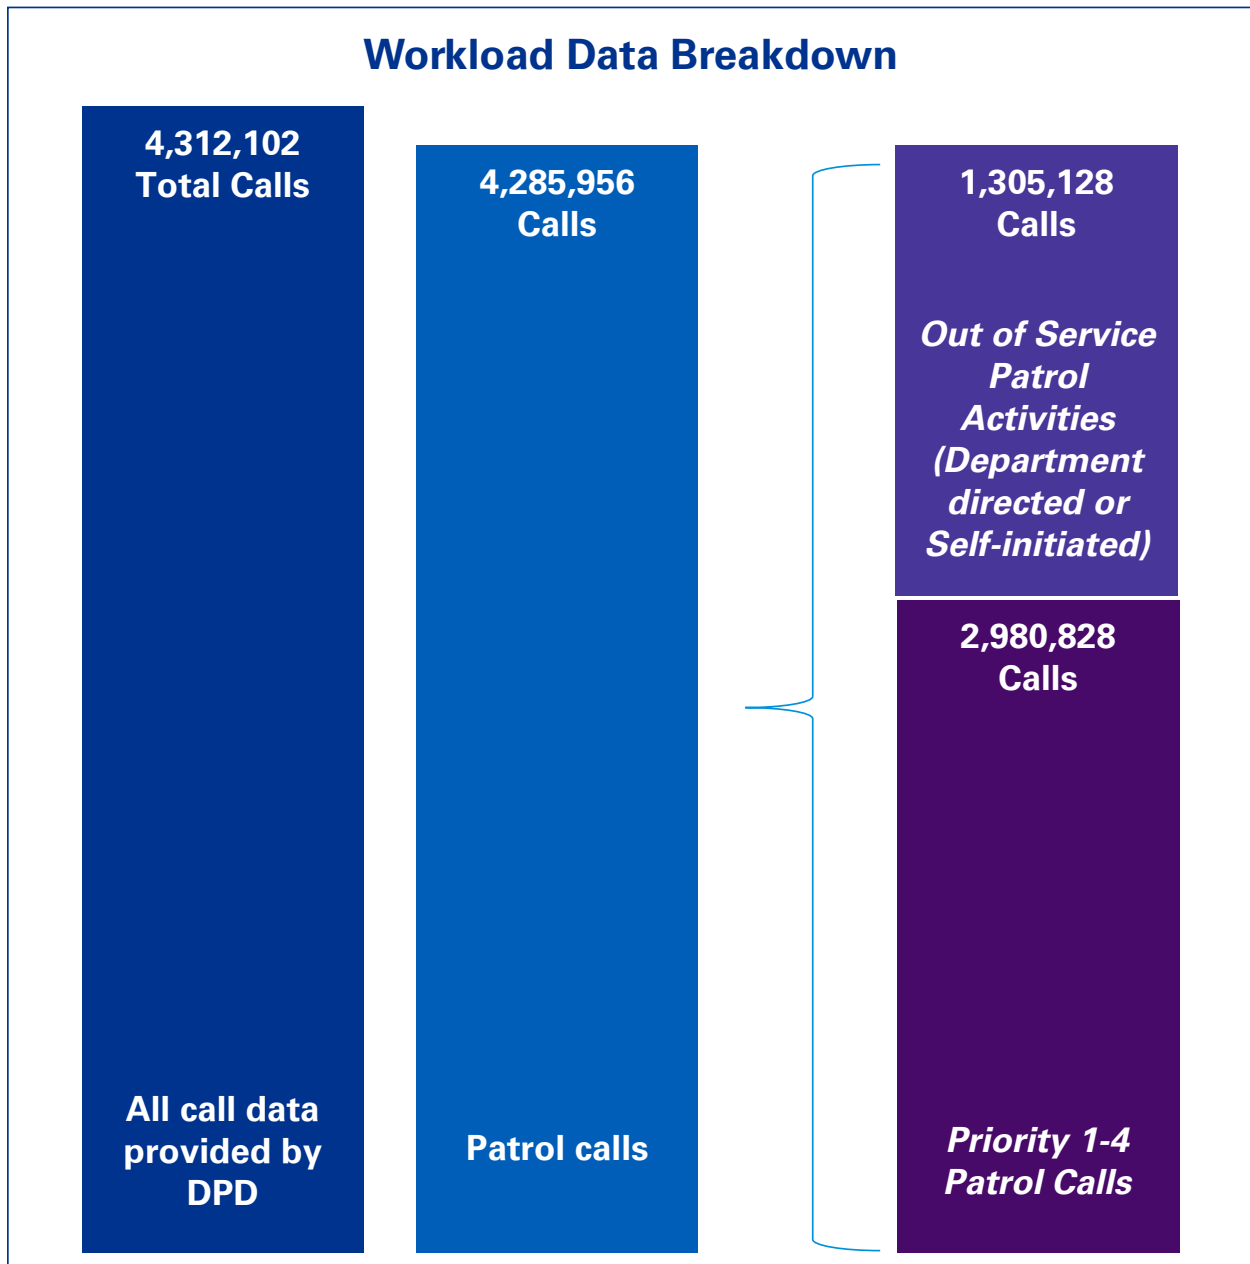 Workload Data Breakdown
4,312,102
Total Calls
All call data
provided by
DPD
4,285,956
Calls
Patrol calls
1,305,128
Calls
Out of Service
Patrol
Activities
(Department
directed or
Self-initiated)
2,980,828
Calls
Priority 1-4
Patrol Calls